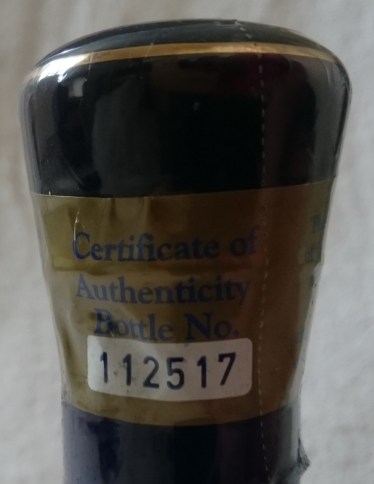 Certificate of
Authenticity
Bottle No.
112517